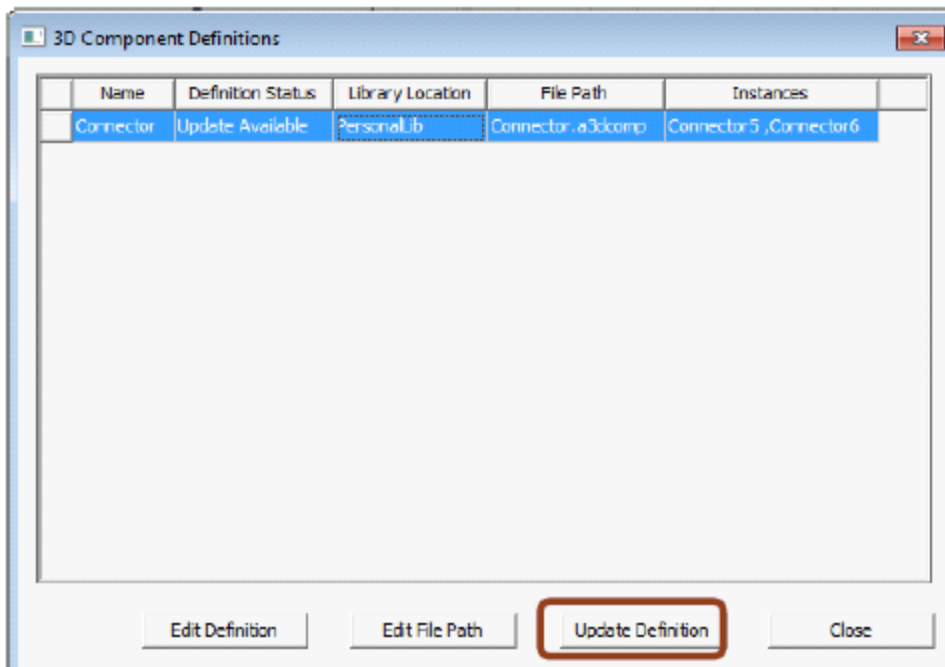 3D Component Definitions
Name Definition Status Library Location File Path Instances
Connector Update Available PersonalLib Connector.a3dcomp Connector5 ,Connector6
Edit Definition Edit File Path Update Definition Close